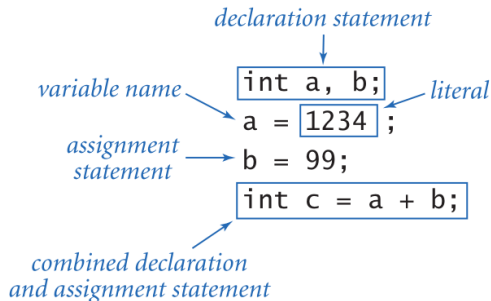 declaration statement
int a, b;
variable name
literal
a = 1234 ;
assignment
statement
b = 99;
int c = a + b;
combined declaration
and assignment statement